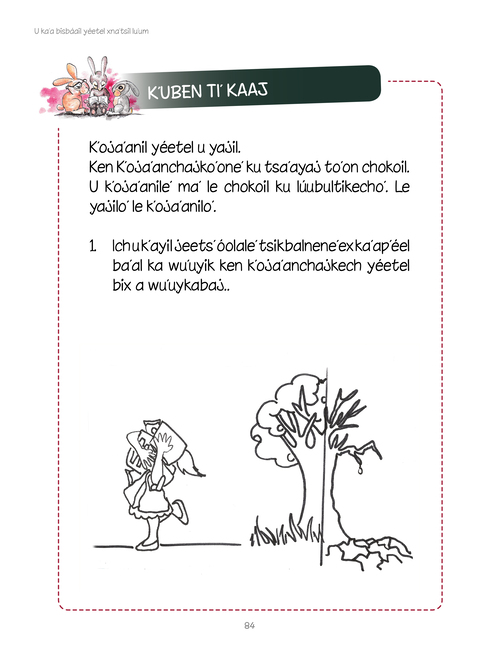 U ka'a bisbáail yéetel xna'tsil lu'um
K'UBEN TI' KAAJ
K'oja'anil yéetel u yajil.
Ken K'oja'anchajko'one' ku tsa'ayaj to'on chokoil.
U k'oja'anile' ma' le chokoil ku lúubultikecho'. Le
yajilo' le k'oja'anilo'.
1. Ich u k'ayil jeets' óolale' tsikbalnene'ex ka'ap'éel
ba'al ka wu'uyik ken k'oja'anchajkech yéetel
bix a wu'uykabaj..
84